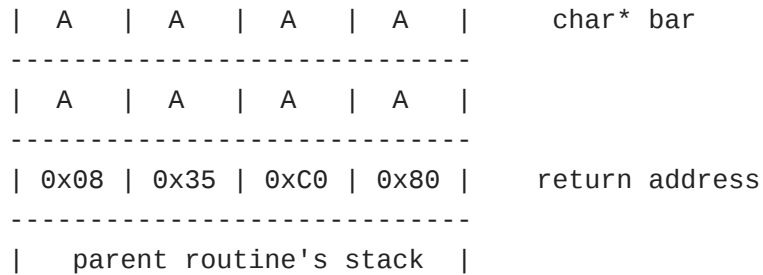 |  A  |  A  |  A  |  A  |     char* bar
-----------------------------
|  A  |  A  |  A  |  A  |
-----------------------------
| 0x08 | 0x35 | 0xC0 | 0x80 |    return address
-----------------------------
|   parent routine's stack  |